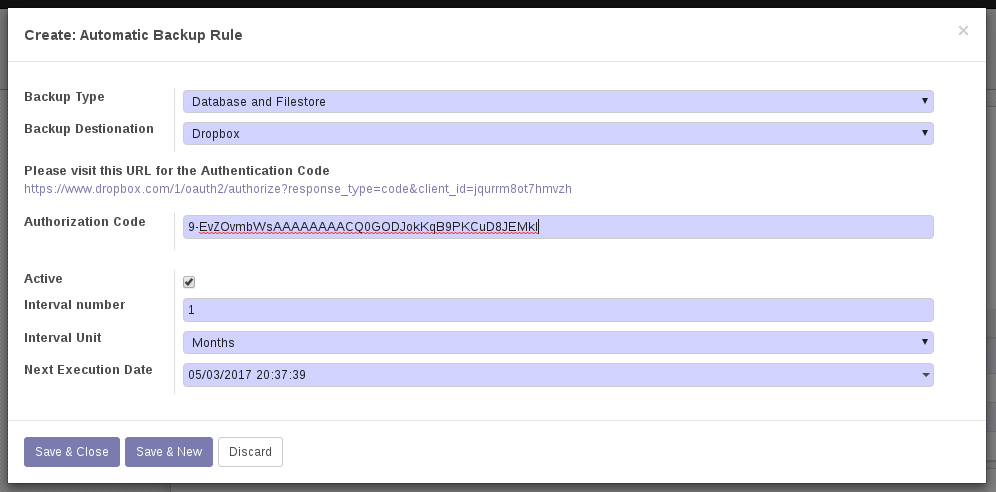 Create: Automatic Backup Rule
×
Backup Type
Database and Filestore
Backup Destionation
Dropbox
Please visit this URL for the Authentication Code
https://www.dropbox.com/1/oauth2/authorize?response_type=code&client_id=jqurrm8ot7hmvzh
Authorization Code
9-EvZOvmbWsAAAAAAAACQ0GODJokKqB9PKCuD8JEMkI
Active
Interval number
1
Interval Unit
Months
Next Execution Date
05/03/2017 20:37:39
Save & Close
Save & New
Discard